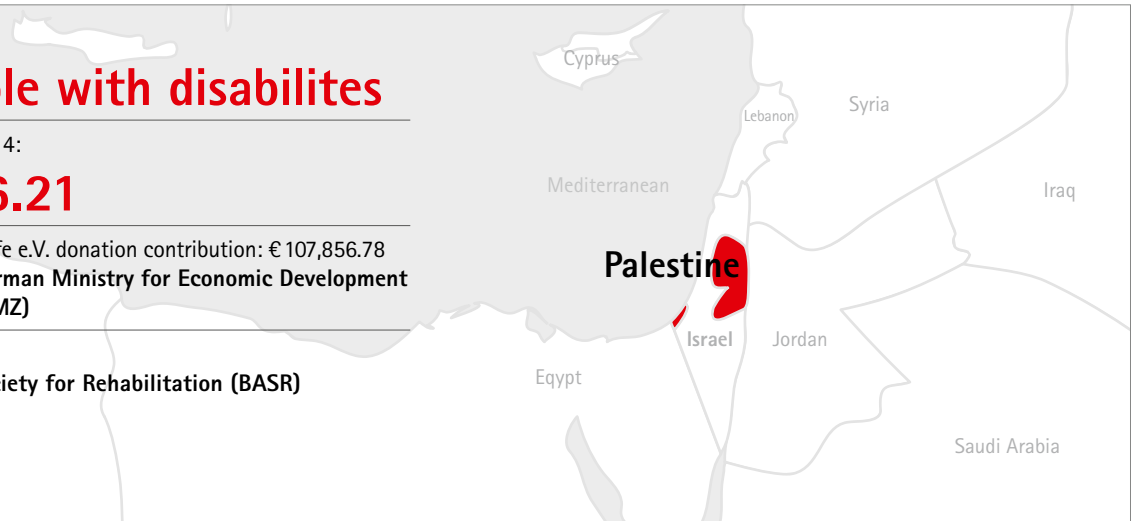 le with disabilites
4:
6.21
fe e.V. donation contribution: € 107,856.78
rman Ministry for Economic Development
MZ)
ciety for Rehabilitation (BASR)
Cyprus
Lebanon
Syria
Mediterranean
Iraq
Palestine
Israel
Jordan
Eqypt
Saudi Arabia